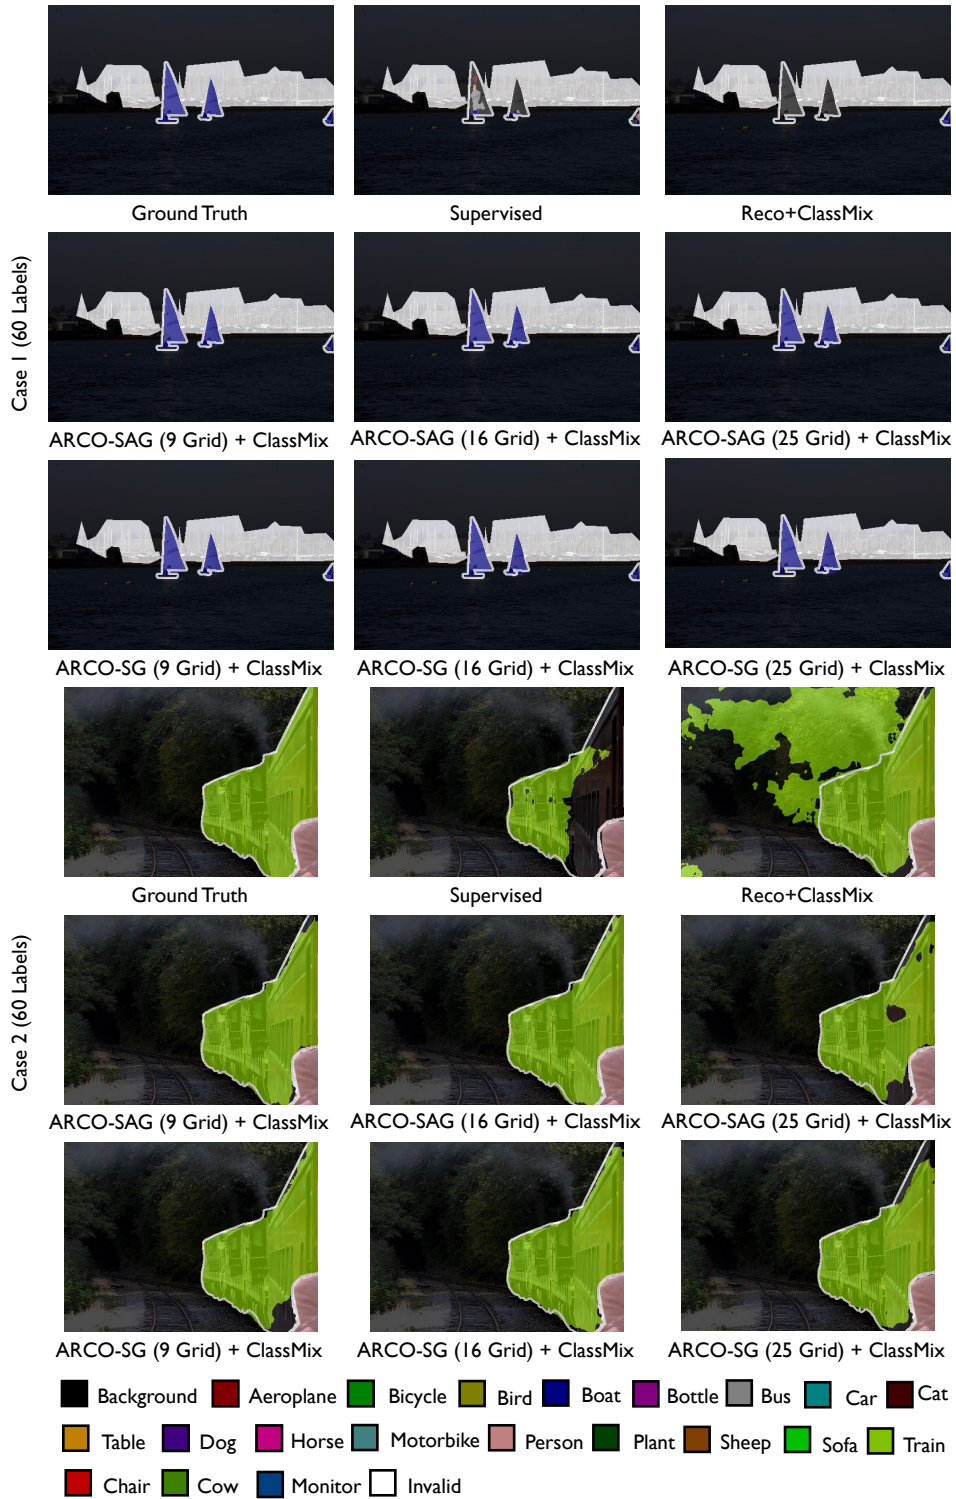 Ground Truth
Supervised
Reco+ClassMix
Case 1 (60 Labels)
ARCO-SAG (9 Grid) + ClassMix
ARCO-SAG (16 Grid) + ClassMix
ARCO-SAG (25 Grid) + ClassMix
ARCO-SG (9 Grid) + ClassMix
ARCO-SG (16 Grid) + ClassMix
ARCO-SG (25 Grid) + ClassMix
Ground Truth
Supervised
Reco+ClassMix
Case 2 (60 Labels)
ARCO-SAG (9 Grid) + ClassMix
ARCO-SAG (16 Grid) + ClassMix
ARCO-SAG (25 Grid) + ClassMix
ARCO-SG (9 Grid) + ClassMix
ARCO-SG (16 Grid) + ClassMix
ARCO-SG (25 Grid) + ClassMix
Background Aeroplane Bicycle Bird Boat Bottle Bus Car Cat
Table Dog Horse Motorbike Person Plant Sheep Sofa Train
Chair Cow Monitor Invalid